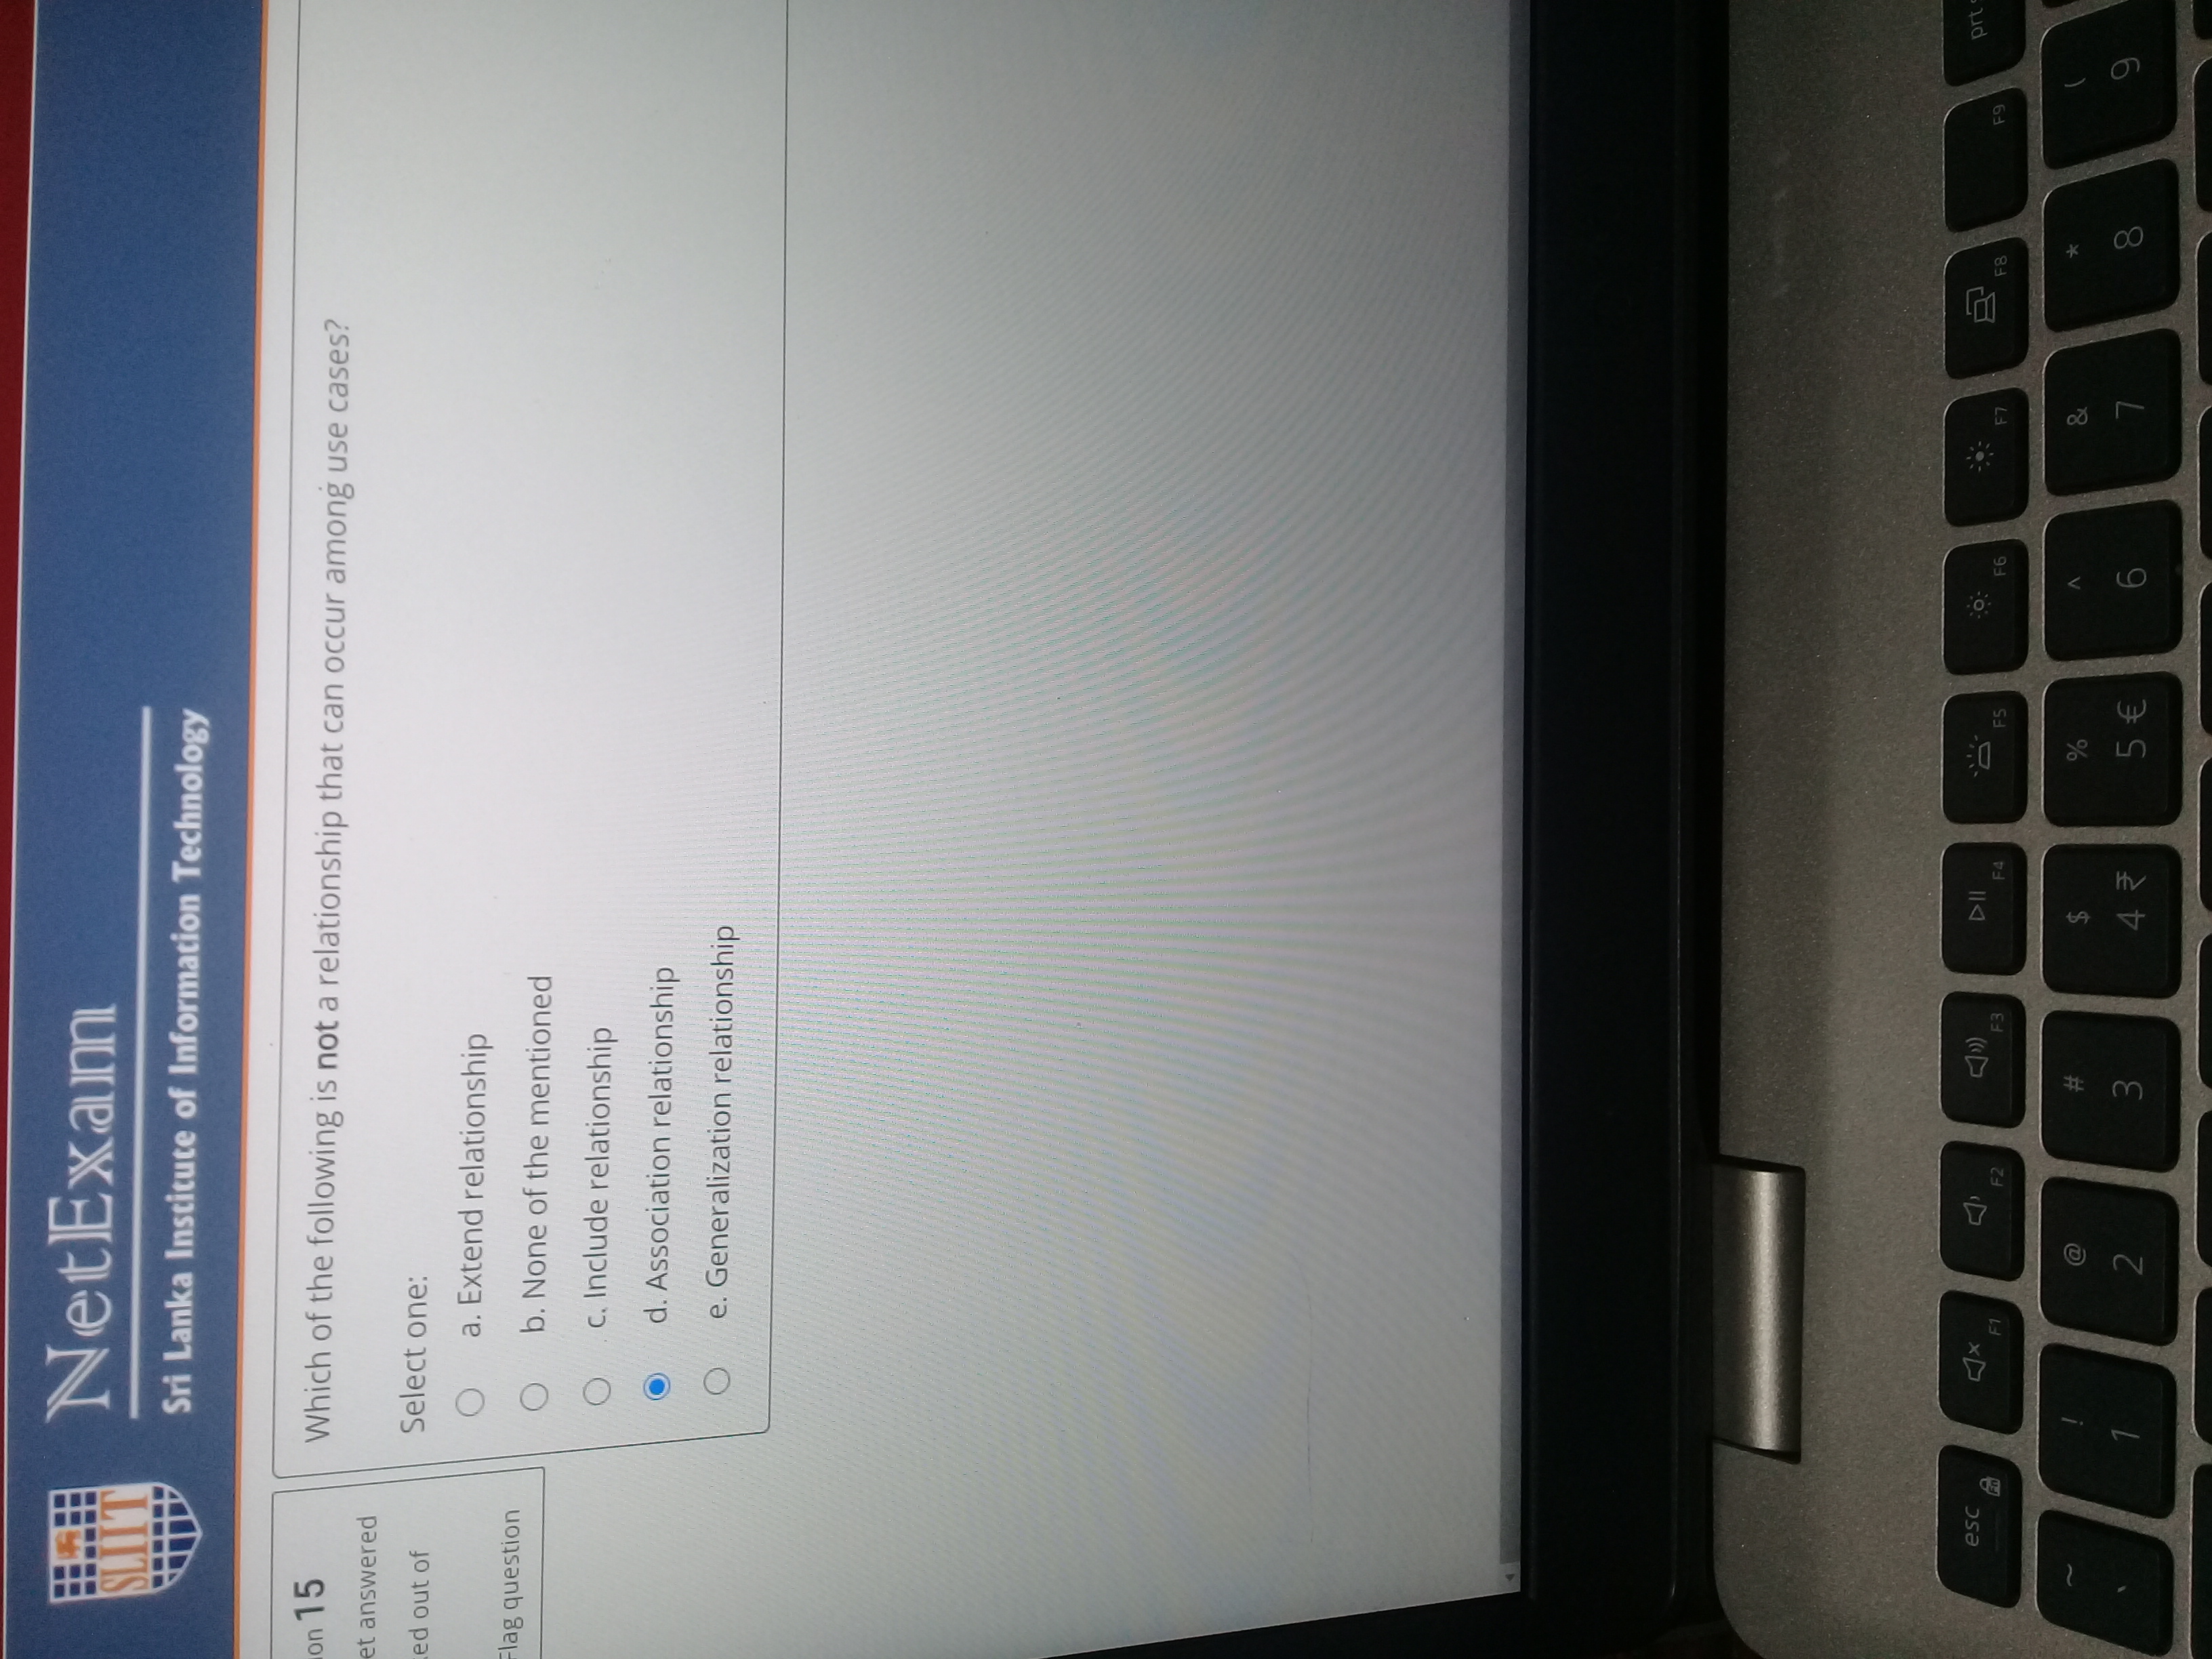 SLIIT
NetExam
Sri Lanka Institute of Information Technology
on 15
et answered
ed out of
Flag question
Which of the following is not a relationship that can occur among use cases?
Select one:
a. Extend relationship
b. None of the mentioned
c. Include relationship
d. Association relationship
e. Generalization relationship
esc F1 F2 F3 F4 F5 F6 F7 F8 F9 prt
~ ! @ # $ % ^ & * (
` 1 2 3 4 ₹ 5 € 6 7 8 9